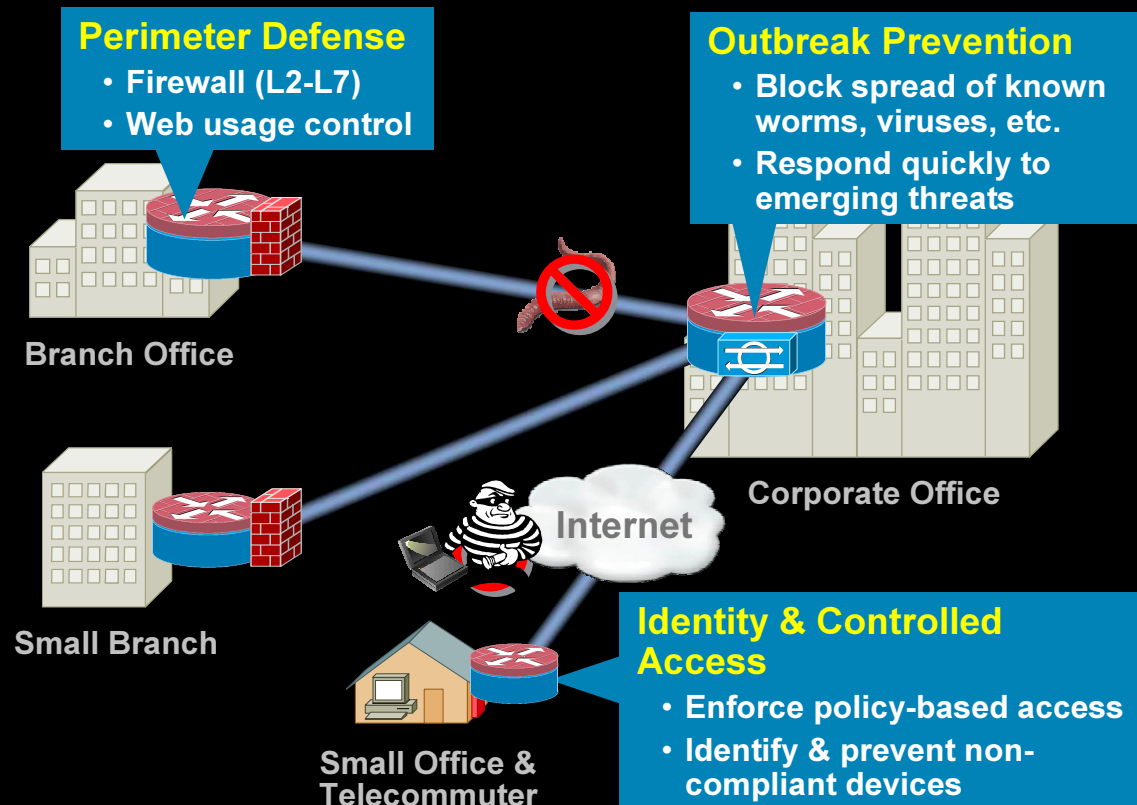 Perimeter Defense
• Firewall (L2-L7)
• Web usage control
Outbreak Prevention
• Block spread of known
worms, viruses, etc.
• Respond quickly to
emerging threats
Branch Office
Corporate Office
Internet
Small Branch
Identity & Controlled
Access
• Enforce policy-based access
• Identify & prevent non-
compliant devices
Small Office &
Telecommuter